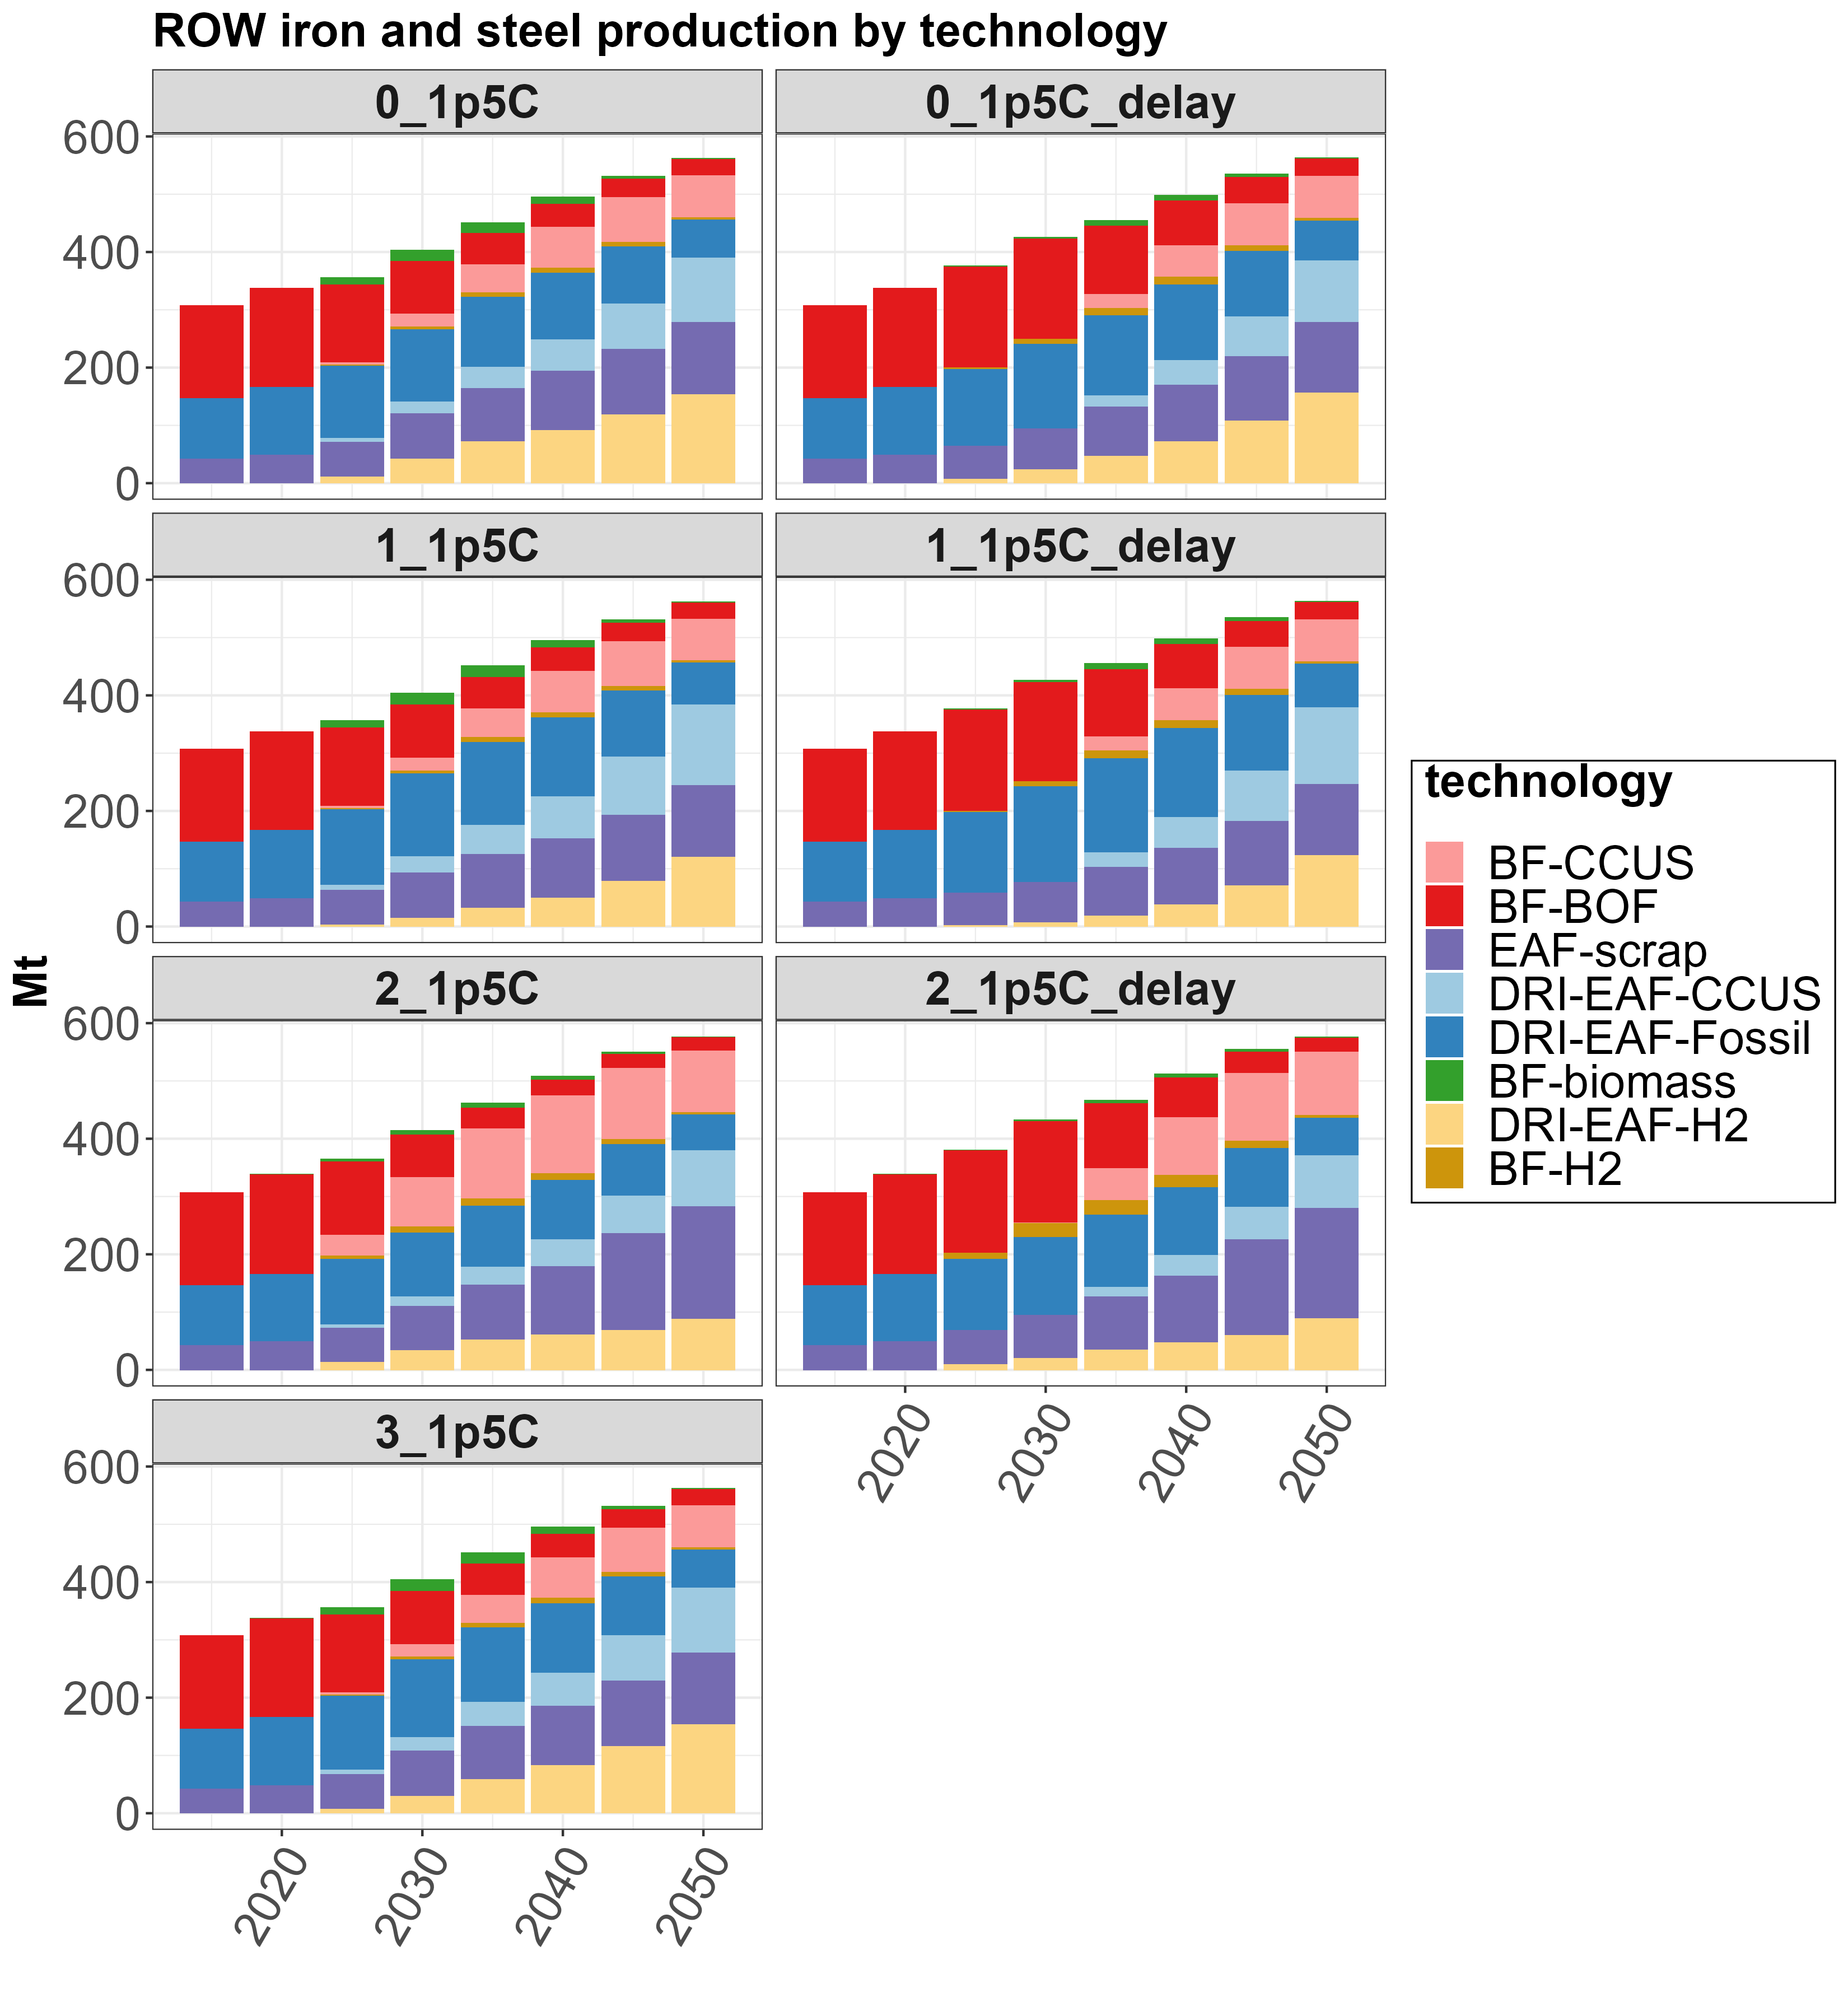 ROW iron and steel production by technology
0_1p5C
0_1p5C_delay
600
400
200
0
1_1p5C
1_1p5C_delay
600
400
200
0
Mt
2_1p5C
2_1p5C_delay
600
400
200
0
2020
2030
2040
2050
3_1p5C
600
400
200
0
2020
2030
2040
2050
technology
BF-CCUS
BF-BOF
EAF-scrap
DRI-EAF-CCUS
DRI-EAF-Fossil
BF-biomass
DRI-EAF-H2
BF-H2